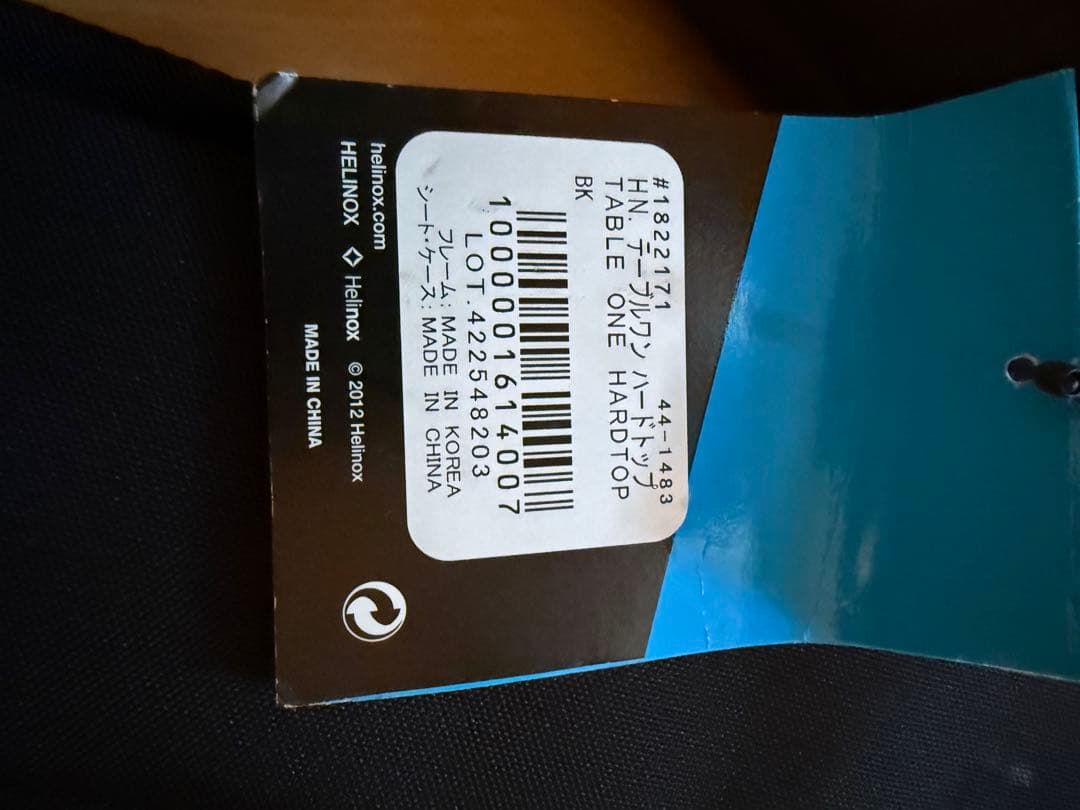 #1822171 44-1483
HN. テーブルワン ハードトップ
TABLE ONE HARDTOP
BK
1000001614007
LOT.422548203
フレーム: MADE IN KOREA
シート・ケース: MADE IN CHINA
helinox.com
HELINOX Helinox © 2012 Helinox
MADE IN CHINA